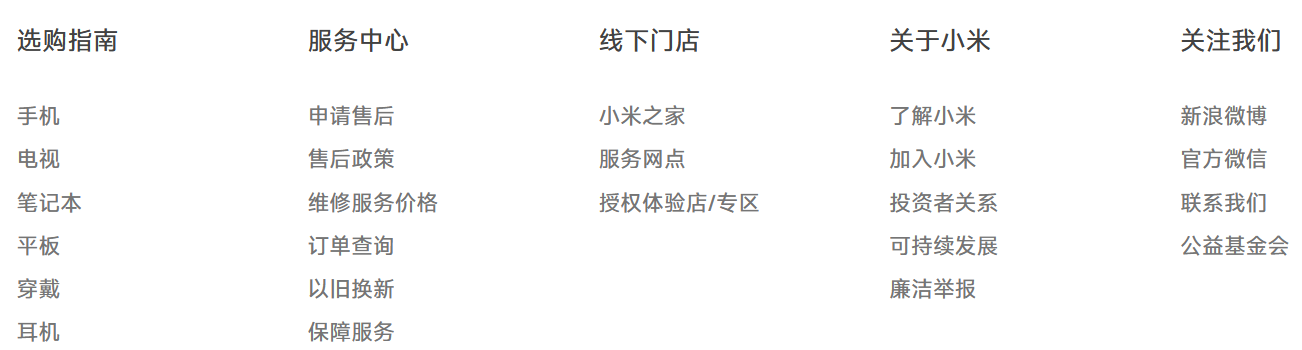 选购指南
手机
电视
笔记本
平板
穿戴
耳机
服务中心
申请售后
售后政策
维修服务价格
订单查询
以旧换新
保障服务
线下门店
小米之家
服务网点
授权体验店/专区
关于小米
了解小米
加入小米
投资者关系
可持续发展
廉洁举报
关注我们
新浪微博
官方微信
联系我们
公益基金会